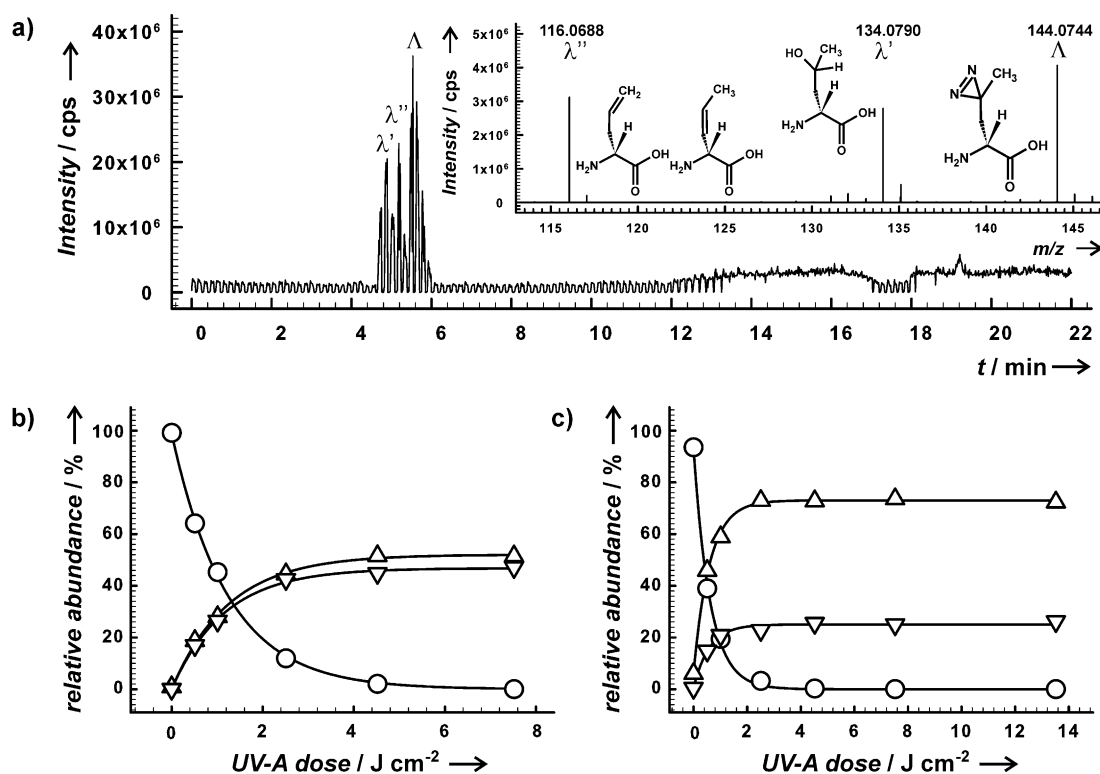 a)
40x10⁶
30x10⁶
20x10⁶
10x10⁶
0
Intensity / cps
λ'
λ''
Λ
0 2 4 6 8 10 12 14 16 18 20 22
t / min
5x10⁶
4x10⁶
3x10⁶
2x10⁶
1x10⁶
0
Intensity / cps
116.0688 134.0790 144.0744
λ'' λ' Λ
CH₂
H
H₂N
OH
O
CH₃
H
H₂N
OH
O
HO
CH₃
H
H
H₂N
OH
O
N
N
CH₃
H
H₂N
OH
O
115 120 125 130 135 140 145
m/z
b)
100
80
60
40
20
0
relative abundance / %
0 2 4 6 8
UV-A dose / J cm⁻²
c)
100
80
60
40
20
0
relative abundance / %
0 2 4 6 8 10 12 14
UV-A dose / J cm⁻²